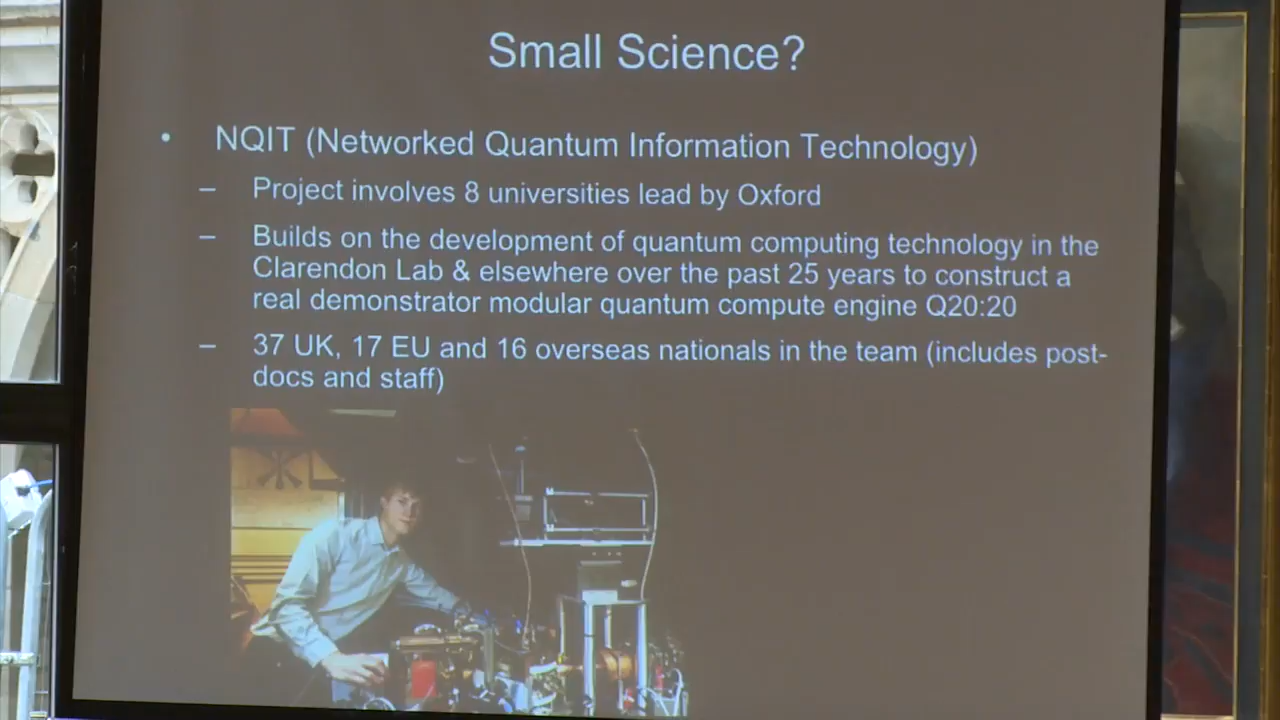 Small Science?
• NQIT (Networked Quantum Information Technology)
– Project involves 8 universities lead by Oxford
– Builds on the development of quantum computing technology in the
Clarendon Lab & elsewhere over the past 25 years to construct a
real demonstrator modular quantum compute engine Q20:20
– 37 UK, 17 EU and 16 overseas nationals in the team (includes post-
docs and staff)